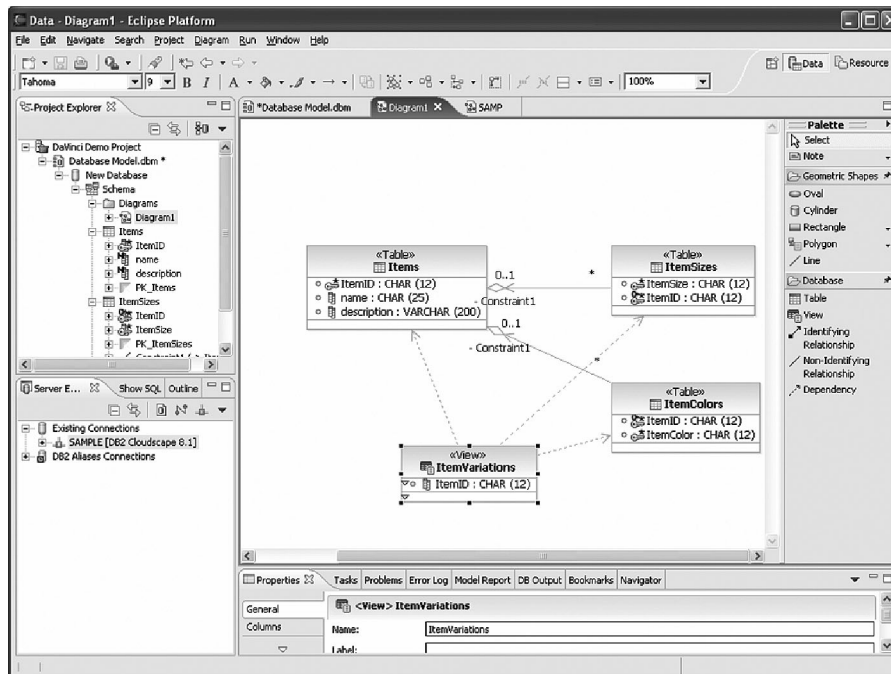 Data - Diagram1 - Eclipse Platform
File Edit Navigate Search Project Diagram Run Window Help
Data Resource
Tahoma 9 B I A 100%
Project Explorer
*Database Model.dbm Diagram1 SAMP
DaVinci Demo Project
Database Model.dbm *
New Database
Schema
Diagrams
Diagram1
Items
ItemID
name
description
PK_Items
ItemSizes
ItemID
ItemSize
PK_ItemSizes
Server E... Show SQL Outline
Existing Connections
SAMPLE [DB2 Cloudscape 8.1]
DB2 Aliases Connections
«Table»
Items
ItemID : CHAR (12)
name : CHAR (25)
description : VARCHAR (200)
0..1
*
- Constraint1
0..1
- Constraint1
*
«Table»
ItemSizes
ItemSize : CHAR (12)
ItemID : CHAR (12)
«Table»
ItemColors
ItemID : CHAR (12)
ItemColor : CHAR (12)
«View»
ItemVariations
ItemID : CHAR (12)
Palette
Select
Note
Geometric Shapes
Oval
Cylinder
Rectangle
Polygon
Line
Database
Table
View
Identifying
Relationship
Non-Identifying
Relationship
Dependency
Properties Tasks Problems Error Log Model Report DB Output Bookmarks Navigator
General
Columns
<View> ItemVariations
Name: ItemVariations
Label: